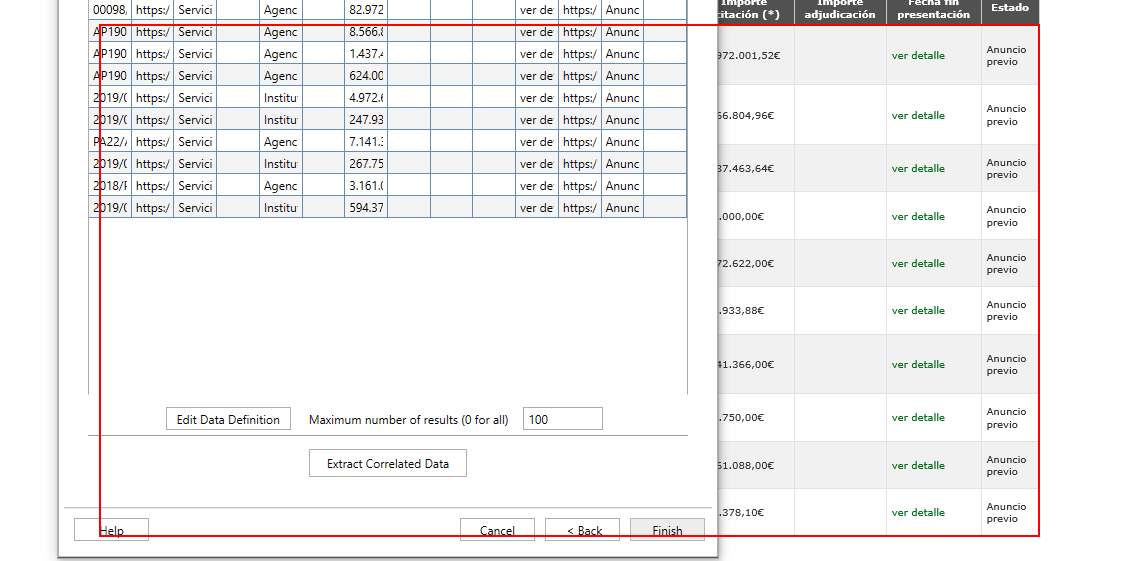 00098, https:/ Servici Agenc 82.972 ver de https:/ Anunc
AP190 https:/ Servici Agenc 8.566.8 ver de https:/ Anunc
AP190 https:/ Servici Agenc 1.437.4 ver de https:/ Anunc
AP190 https:/ Servici Agenc 624.00 ver de https:/ Anunc
2019/0 https:/ Servici Institu 4.972.6 ver de https:/ Anunc
2019/0 https:/ Servici Institu 247.93 ver de https:/ Anunc
PA22/ https:/ Servici Agenc 7.141.3 ver de https:/ Anunc
2019/0 https:/ Servici Institu 267.75 ver de https:/ Anunc
2018/ https:/ Servici Agenc 3.161.0 ver de https:/ Anunc
2019/0 https:/ Servici Institu 594.37 ver de https:/ Anunc
Edit Data Definition Maximum number of results (0 for all) 100
Extract Correlated Data
Help Cancel < Back Finish
Importe Importe Fecha fin Estado
citación (*) adjudicación presentación
972.001,52€ ver detalle Anuncio
previo
66.804,96€ ver detalle Anuncio
previo
37.463,64€ ver detalle Anuncio
previo
.000,00€ ver detalle Anuncio
previo
72.622,00€ ver detalle Anuncio
previo
.933,88€ ver detalle Anuncio
previo
41.366,00€ ver detalle Anuncio
previo
.750,00€ ver detalle Anuncio
previo
61.088,00€ ver detalle Anuncio
previo
.378,10€ ver detalle Anuncio
previo